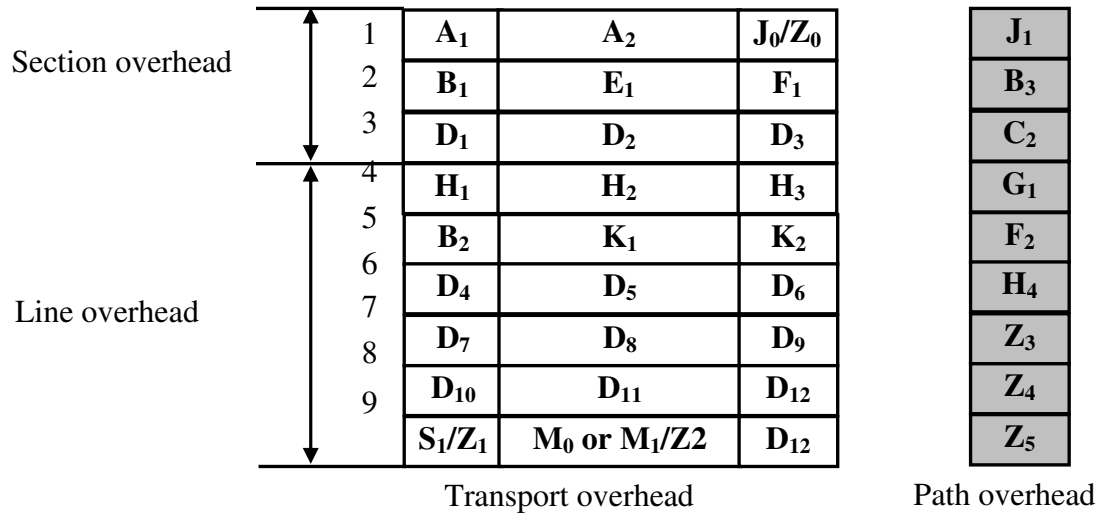 1 A₁ A₂ J₀/Z₀ J₁
Section overhead 2 B₁ E₁ F₁ B₃
3 D₁ D₂ D₃ C₂
4 H₁ H₂ H₃ G₁
5 B₂ K₁ K₂ F₂
6 D₄ D₅ D₆ H₄
Line overhead 7 D₇ D₈ D₉ Z₃
8 D₁₀ D₁₁ D₁₂ Z₄
9 S₁/Z₁ M₀ or M₁/Z2 D₁₂ Z₅
Transport overhead Path overhead